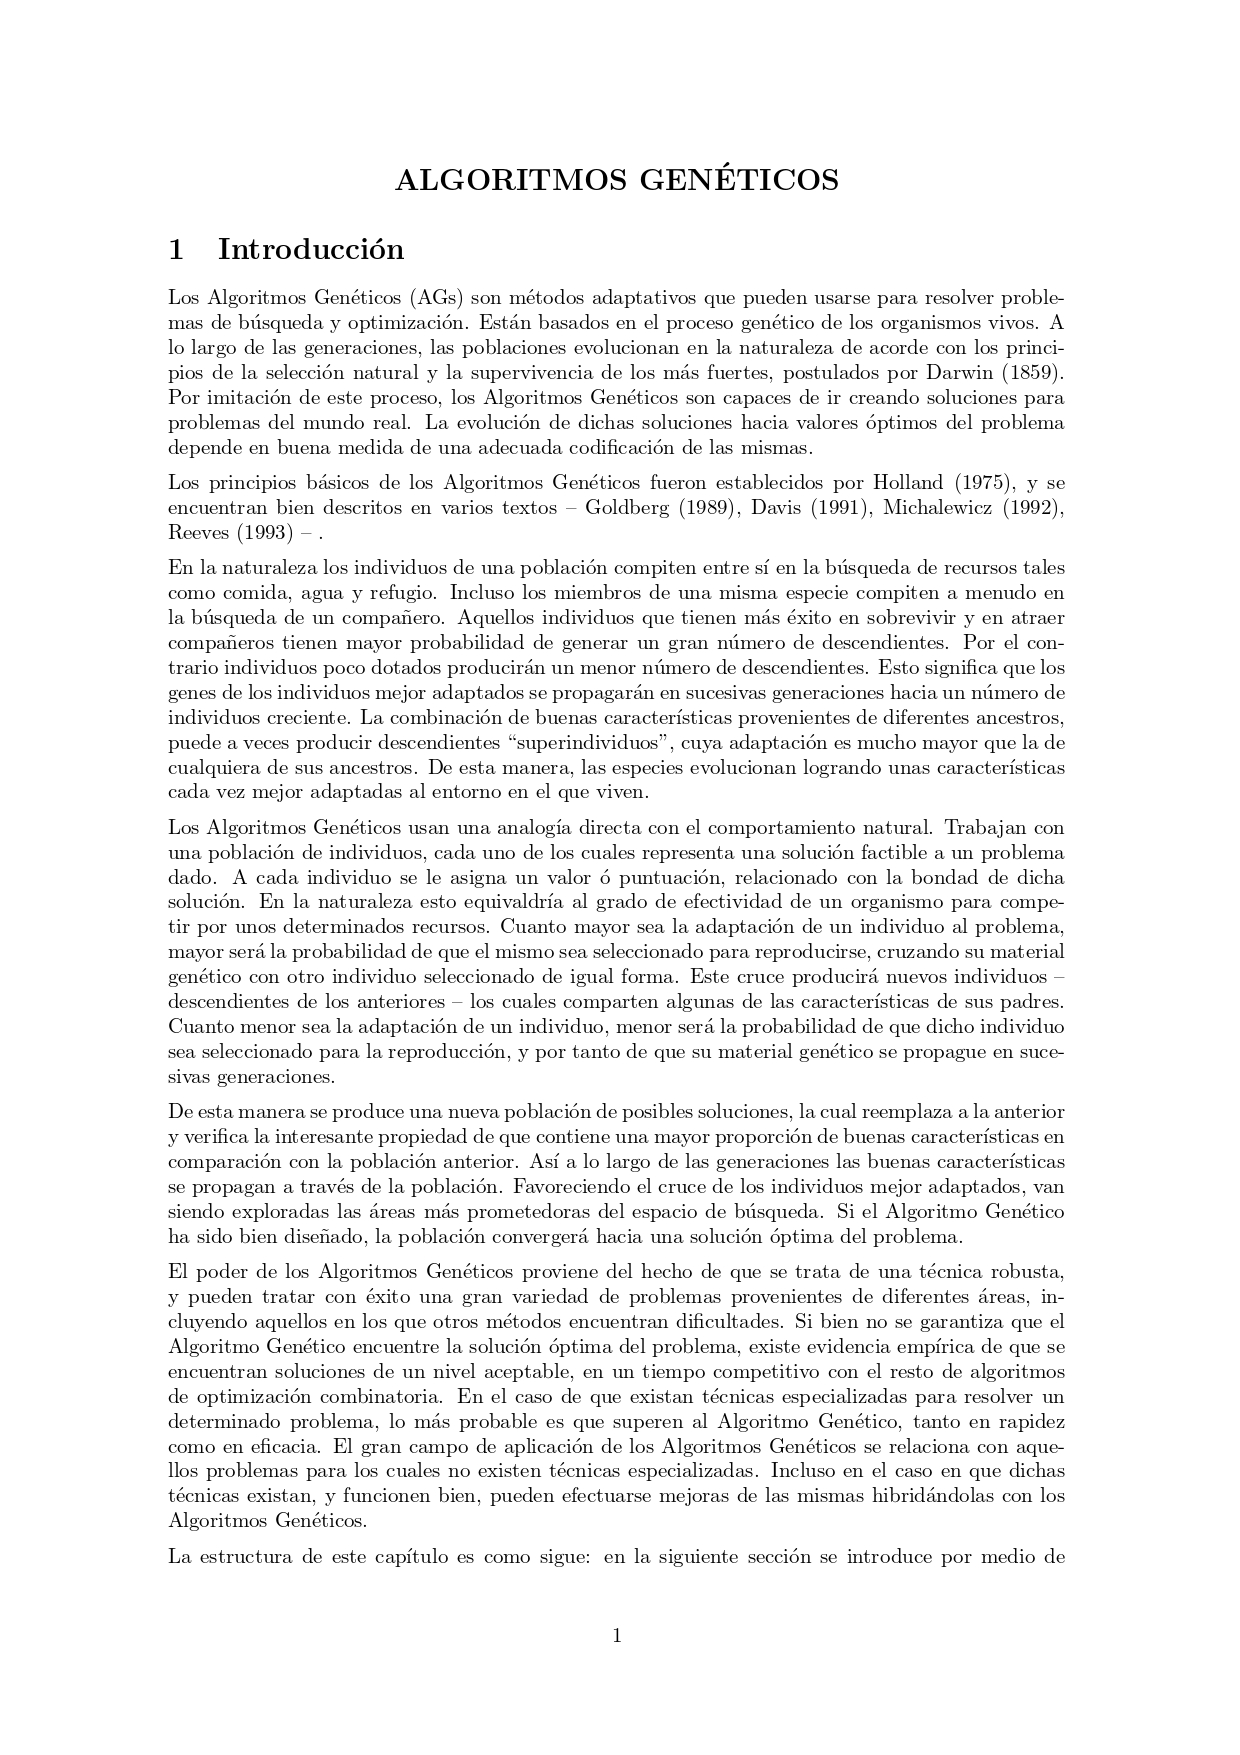 ALGORITMOS GENÉTICOS
1 Introducción
Los Algoritmos Genéticos (AGs) son métodos adaptativos que pueden usarse para resolver proble-
mas de búsqueda y optimización. Están basados en el proceso genético de los organismos vivos. A
lo largo de las generaciones, las poblaciones evolucionan en la naturaleza de acorde con los princi-
pios de la selección natural y la supervivencia de los más fuertes, postulados por Darwin (1859).
Por imitación de este proceso, los Algoritmos Genéticos son capaces de ir creando soluciones para
problemas del mundo real. La evolución de dichas soluciones hacia valores óptimos del problema
depende en buena medida de una adecuada codificación de las mismas.
Los principios básicos de los Algoritmos Genéticos fueron establecidos por Holland (1975), y se
encuentran bien descritos en varios textos – Goldberg (1989), Davis (1991), Michalewicz (1992),
Reeves (1993) – .
En la naturaleza los individuos de una población compiten entre sí en la búsqueda de recursos tales
como comida, agua y refugio. Incluso los miembros de una misma especie compiten a menudo en
la búsqueda de un compañero. Aquellos individuos que tienen más éxito en sobrevivir y en atraer
compañeros tienen mayor probabilidad de generar un gran número de descendientes. Por el con-
trario individuos poco dotados producirán un menor número de descendientes. Esto significa que los
genes de los individuos mejor adaptados se propagarán en sucesivas generaciones hacia un número de
individuos creciente. La combinación de buenas características provenientes de diferentes ancestros,
puede a veces producir descendientes “superindividuos”, cuya adaptación es mucho mayor que la de
cualquiera de sus ancestros. De esta manera, las especies evolucionan logrando unas características
cada vez mejor adaptadas al entorno en el que viven.
Los Algoritmos Genéticos usan una analogía directa con el comportamiento natural. Trabajan con
una población de individuos, cada uno de los cuales representa una solución factible a un problema
dado. A cada individuo se le asigna un valor ó puntuación, relacionado con la bondad de dicha
solución. En la naturaleza esto equivaldría al grado de efectividad de un organismo para compe-
tir por unos determinados recursos. Cuanto mayor sea la adaptación de un individuo al problema,
mayor será la probabilidad de que el mismo sea seleccionado para reproducirse, cruzando su material
genético con otro individuo seleccionado de igual forma. Este cruce producirá nuevos individuos –
descendientes de los anteriores – los cuales comparten algunas de las características de sus padres.
Cuanto menor sea la adaptación de un individuo, menor será la probabilidad de que dicho individuo
sea seleccionado para la reproducción, y por tanto de que su material genético se propague en suce-
sivas generaciones.
De esta manera se produce una nueva población de posibles soluciones, la cual reemplaza a la anterior
y verifica la interesante propiedad de que contiene una mayor proporción de buenas características en
comparación con la población anterior. Así a lo largo de las generaciones las buenas características
se propagan a través de la población. Favoreciendo el cruce de los individuos mejor adaptados, van
siendo exploradas las áreas más prometedoras del espacio de búsqueda. Si el Algoritmo Genético
ha sido bien diseñado, la población convergerá hacia una solución óptima del problema.
El poder de los Algoritmos Genéticos proviene del hecho de que se trata de una técnica robusta,
y pueden tratar con éxito una gran variedad de problemas provenientes de diferentes áreas, in-
cluyendo aquellos en los que otros métodos encuentran dificultades. Si bien no se garantiza que el
Algoritmo Genético encuentre la solución óptima del problema, existe evidencia empírica de que se
encuentran soluciones de un nivel aceptable, en un tiempo competitivo con el resto de algoritmos
de optimización combinatoria. En el caso de que existan técnicas especializadas para resolver un
determinado problema, lo más probable es que superen al Algoritmo Genético, tanto en rapidez
como en eficacia. El gran campo de aplicación de los Algoritmos Genéticos se relaciona con aque-
llos problemas para los cuales no existen técnicas especializadas. Incluso en el caso en que dichas
técnicas existan, y funcionen bien, pueden efectuarse mejoras de las mismas hibridándolas con los
Algoritmos Genéticos.
La estructura de este capítulo es como sigue: en la siguiente sección se introduce por medio de
1